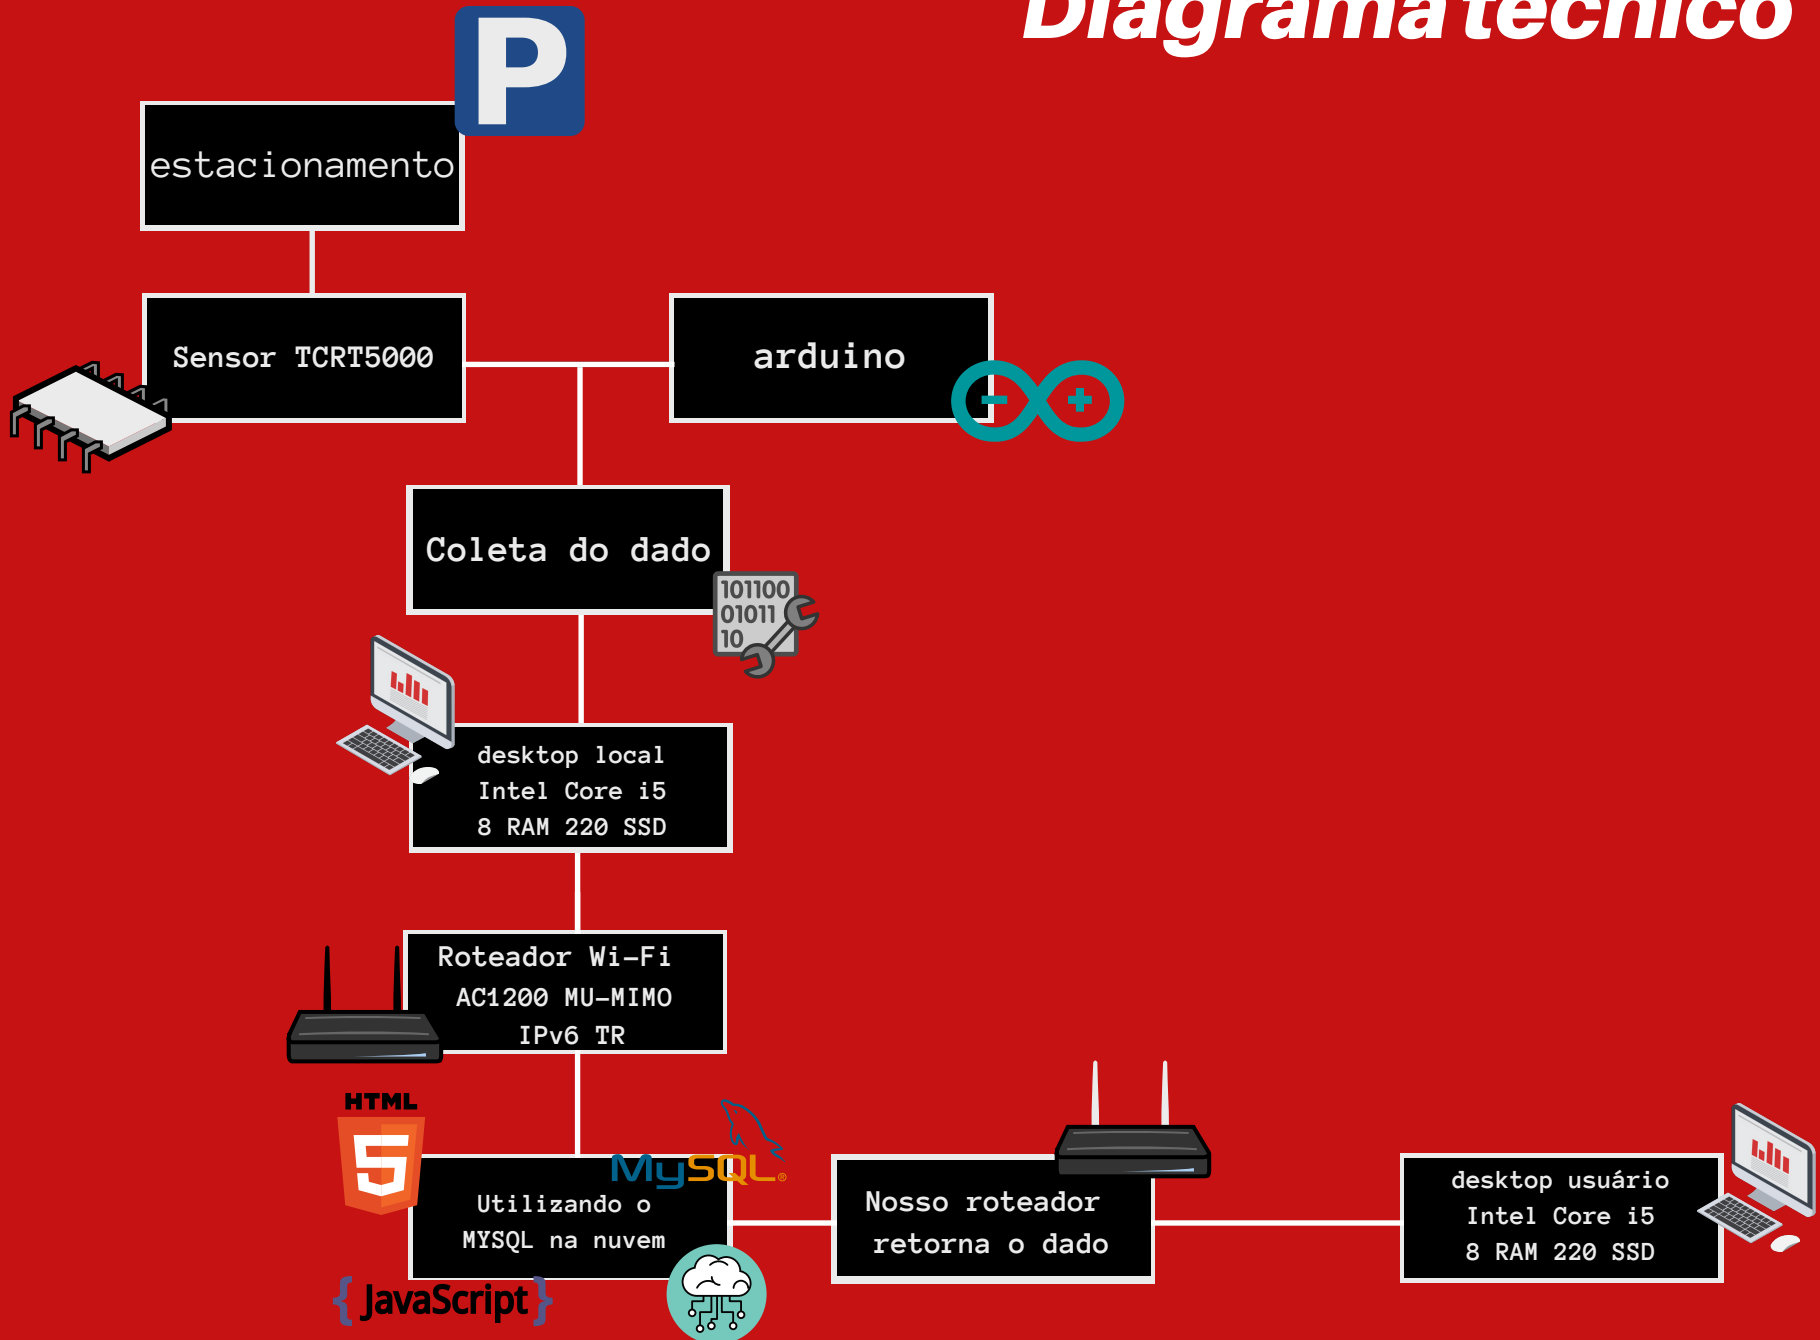 Diagrama técnico
P
estacionamento
Sensor TCRT5000
arduino
Coleta do dado
101100
01011
10
desktop local
Intel Core i5
8 RAM 220 SSD
Roteador Wi-Fi
AC1200 MU-MIMO
IPv6 TR
HTML
5
MySQL®
Utilizando o
MYSQL na nuvem
{JavaScript}
Nosso roteador
retorna o dado
desktop usuário
Intel Core i5
8 RAM 220 SSD